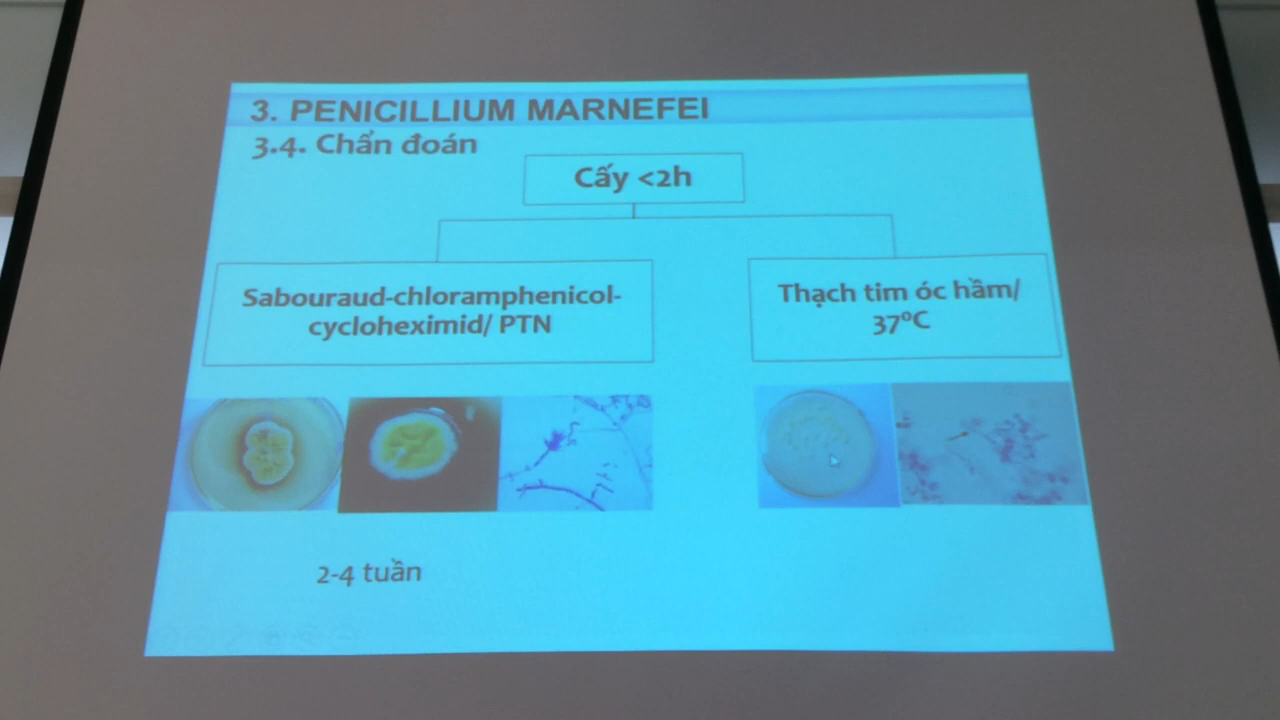 3. PENICILLIUM MARNEFEI
3.4. Chẩn đoán
Cấy <2h
Sabouraud-chloramphenicol-
cycloheximid/ PTN
Thạch tim óc hầm/
37ºC
2-4 tuần